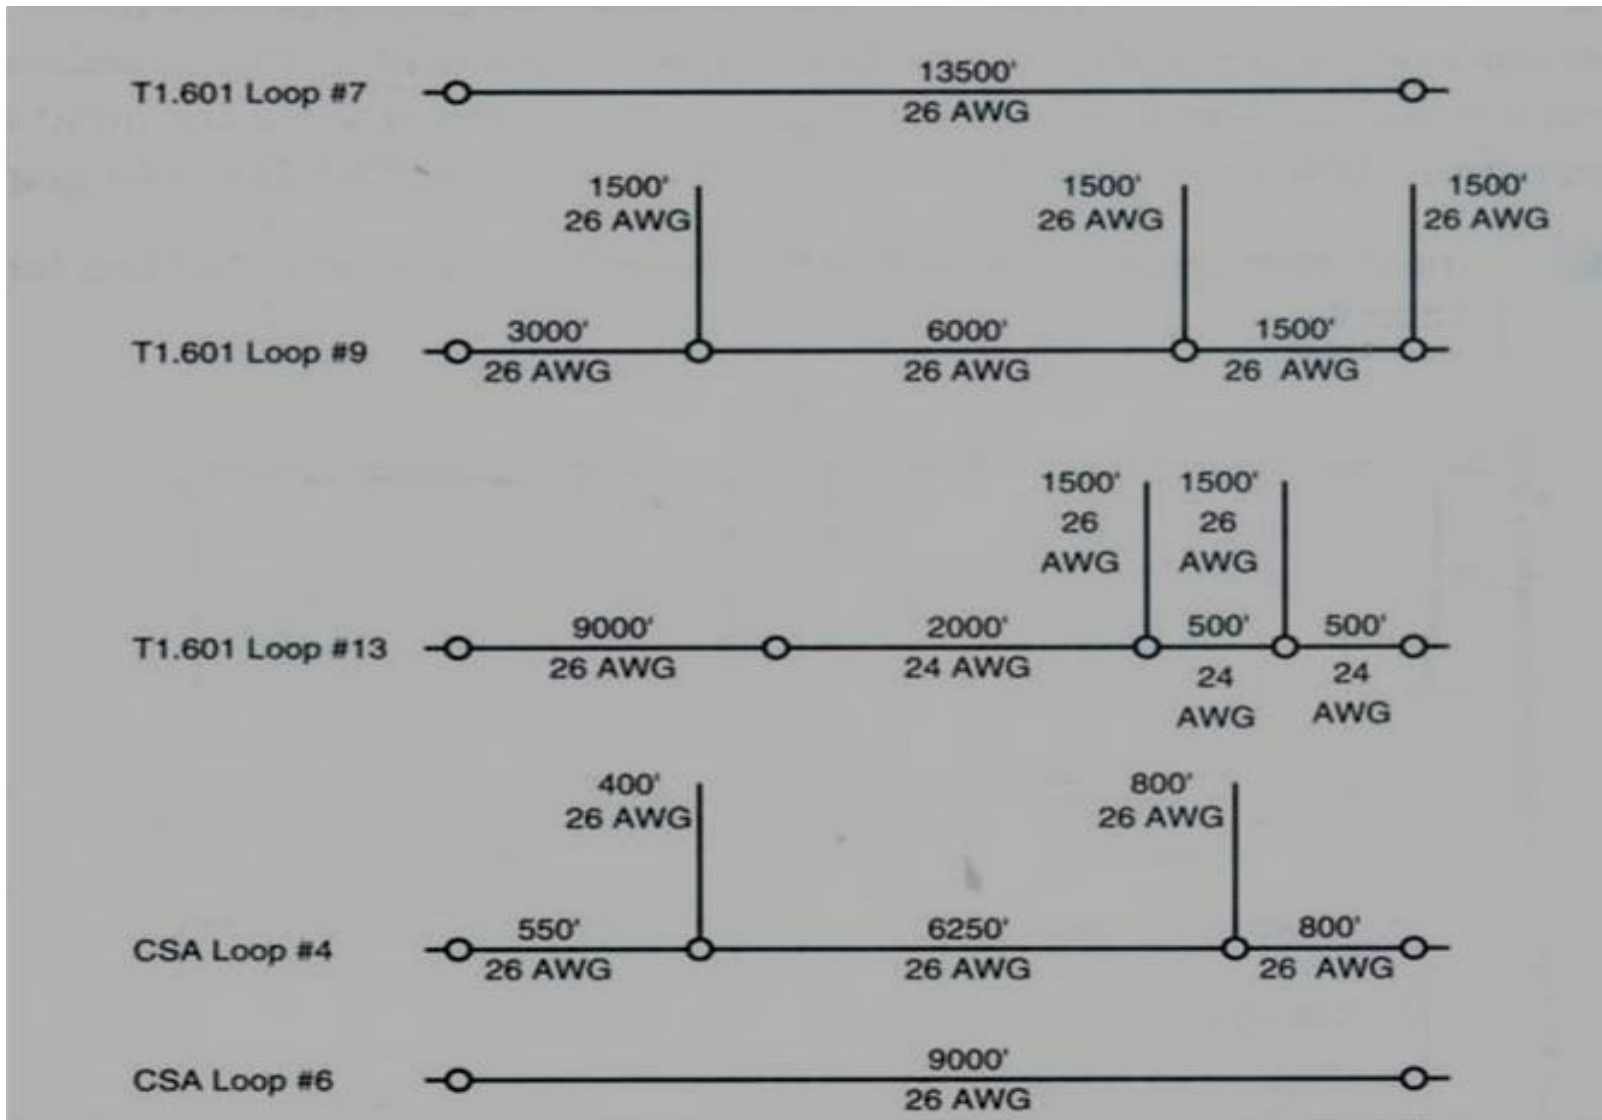 13500'
T1.601 Loop #7
26 AWG
1500' 1500' 1500'
26 AWG 26 AWG 26 AWG
3000' 6000' 1500'
T1.601 Loop #9
26 AWG 26 AWG 26 AWG
1500' 1500'
26 26
AWG AWG
9000' 2000' 500' 500'
T1.601 Loop #13
26 AWG 24 AWG 24 24
AWG AWG
400' 800'
26 AWG 26 AWG
550' 6250' 800'
CSA Loop #4
26 AWG 26 AWG 26 AWG
9000'
CSA Loop #6
26 AWG